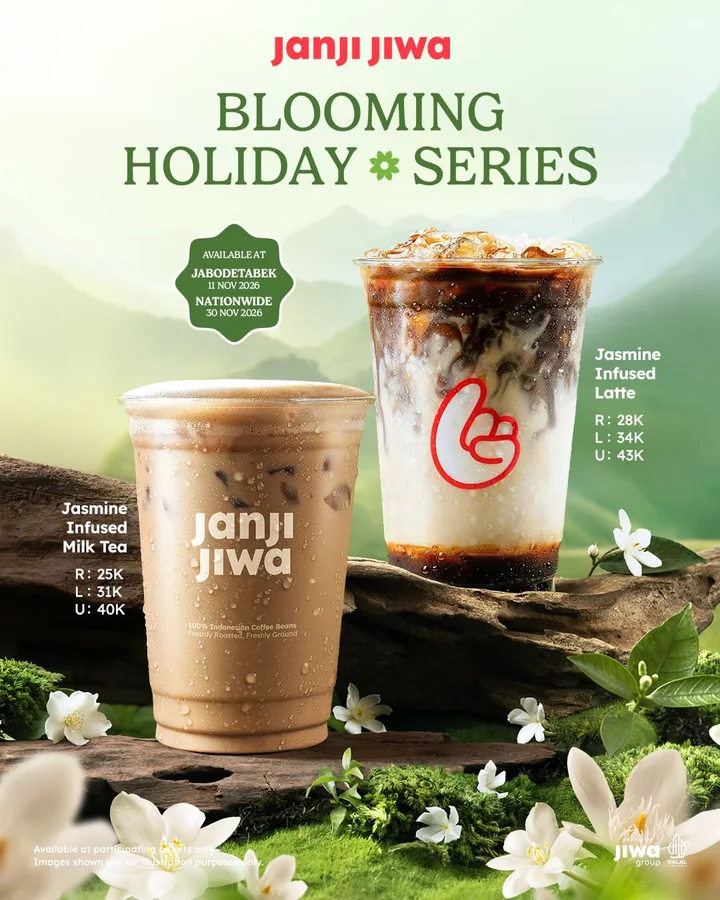 Janji Jiwa
BLOOMING
HOLIDAY SERIES
AVAILABLE AT
JABODETABEK
11 NOV 2026
NATIONWIDE
30 NOV 2026
Jasmine
Infused
Latte
R : 28K
L : 34K
U : 43K
Jasmine
Infused
Milk Tea
R : 25K
L : 31K
U : 40K
Janji
Jiwa
100% Indonesian Coffee Beans
Freshly Roasted, Freshly Ground
Available at participating outlets only.
Images shown are for illustration purposes only.
Jiwa
group
HALAL